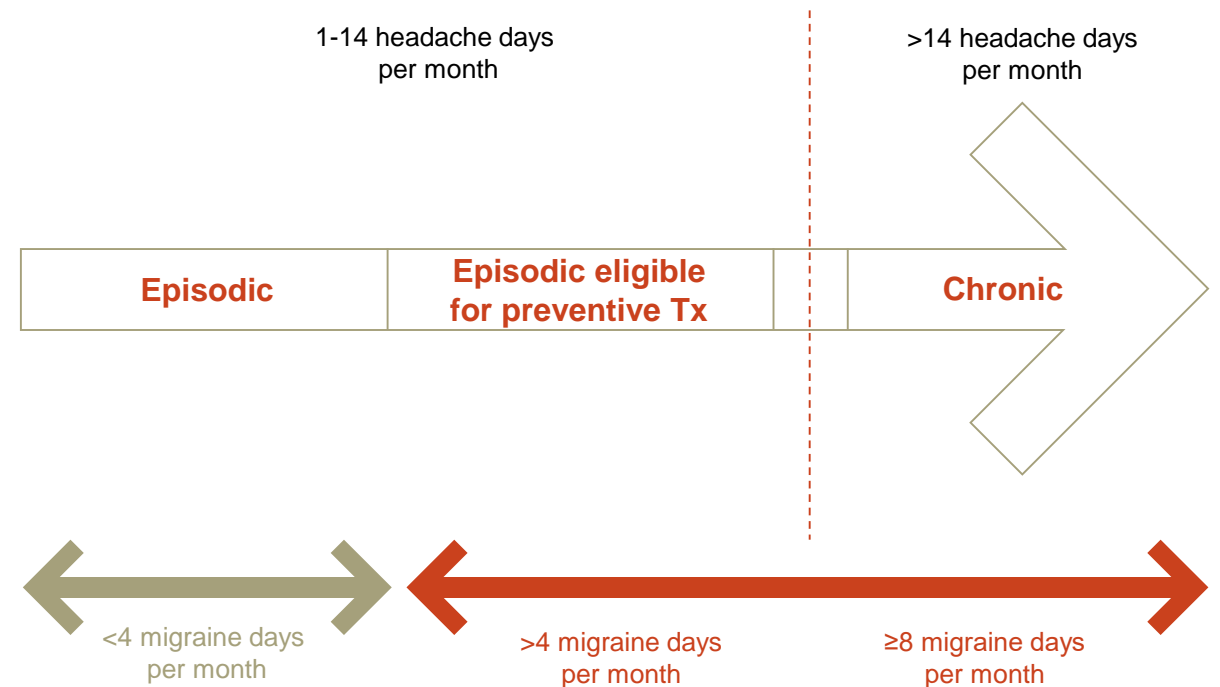 1-14 headache days
per month
>14 headache days
per month
Episodic
Episodic eligible
for preventive Tx
Chronic
<4 migraine days
per month
>4 migraine days
per month
≥8 migraine days
per month